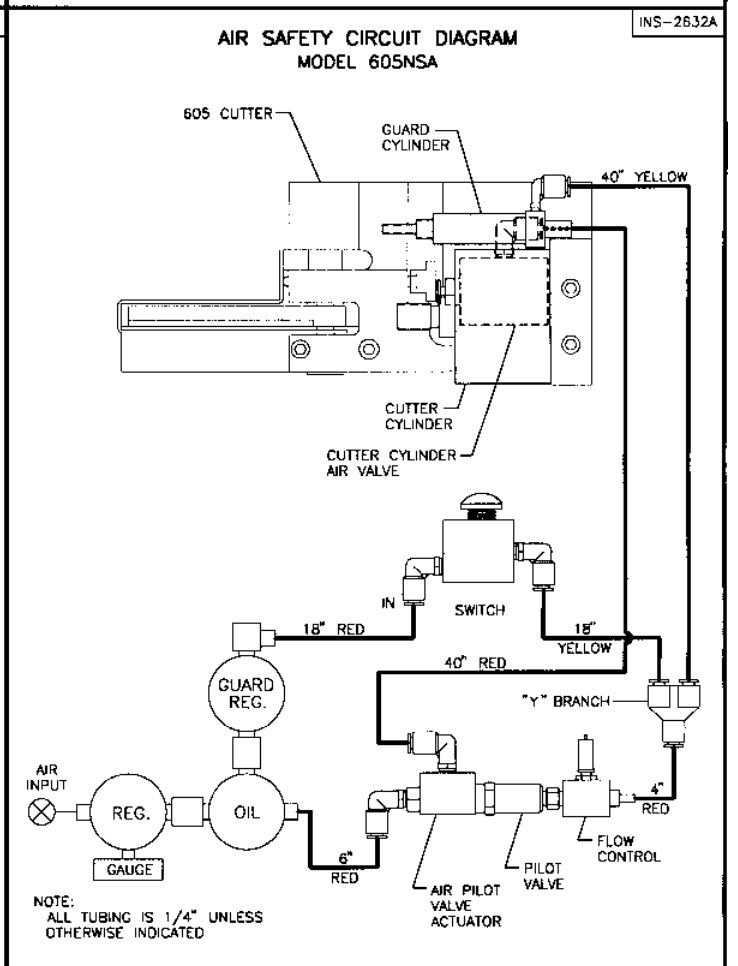 INS-2632A
AIR SAFETY CIRCUIT DIAGRAM
MODEL 605NSA
605 CUTTER
GUARD
CYLINDER
40" YELLOW
CUTTER
CYLINDER
CUTTER CYLINDER
AIR VALVE
IN
SWITCH
18" RED
18"
YELLOW
40" RED
GUARD
REG.
"Y" BRANCH
AIR
INPUT
REG.
OIL
4"
RED
GAUGE
6"
RED
FLOW
CONTROL
PILOT
VALVE
AIR PILOT
VALVE
ACTUATOR
NOTE:
ALL TUBING IS 1/4" UNLESS
OTHERWISE INDICATED